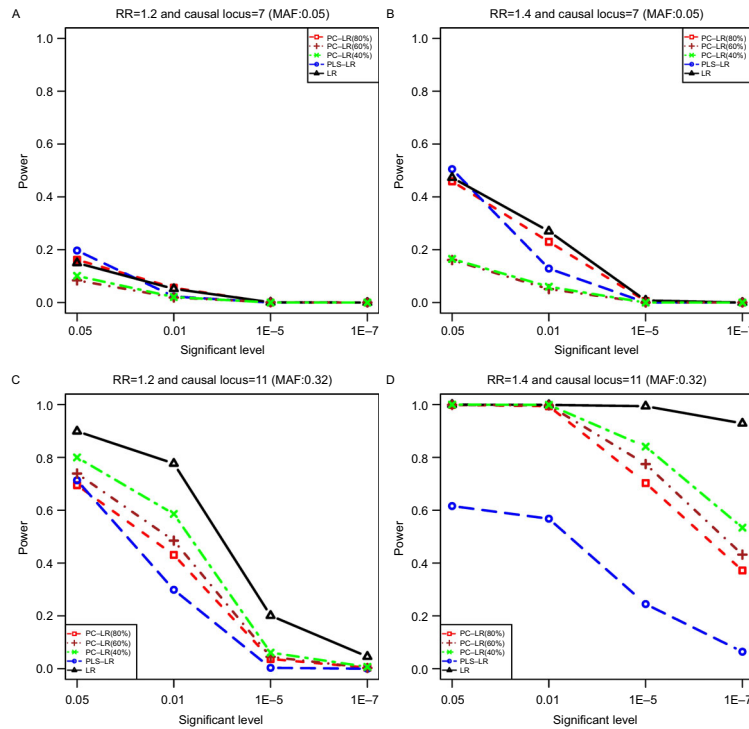 A
RR=1.2 and causal locus=7 (MAF:0.05)
1.0
0.8
0.6
0.4
0.2
0.0
Power
PC−LR(80%)
PC−LR(60%)
PC−LR(40%)
PLS−LR
LR
0.05 0.01 1E−5 1E−7
Significant level
B
RR=1.4 and causal locus=7 (MAF:0.05)
1.0
0.8
0.6
0.4
0.2
0.0
Power
PC−LR(80%)
PC−LR(60%)
PC−LR(40%)
PLS−LR
LR
0.05 0.01 1E−5 1E−7
Significant level
C
RR=1.2 and causal locus=11 (MAF:0.32)
1.0
0.8
0.6
0.4
0.2
0.0
Power
PC−LR(80%)
PC−LR(60%)
PC−LR(40%)
PLS−LR
LR
0.05 0.01 1E−5 1E−7
Significant level
D
RR=1.4 and causal locus=11 (MAF:0.32)
1.0
0.8
0.6
0.4
0.2
0.0
Power
PC−LR(80%)
PC−LR(60%)
PC−LR(40%)
PLS−LR
LR
0.05 0.01 1E−5 1E−7
Significant level